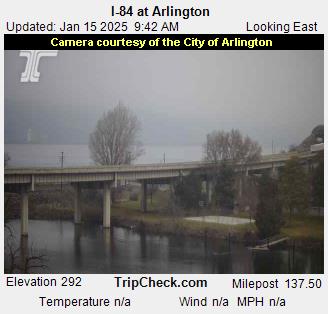 I-84 at Arlington
Updated: Jan 15 2025 9:42 AM Looking East
Camera courtesy of the City of Arlington
Elevation 292 TripCheck.com Milepost 137.50
Temperature n/a Wind n/a MPH n/a